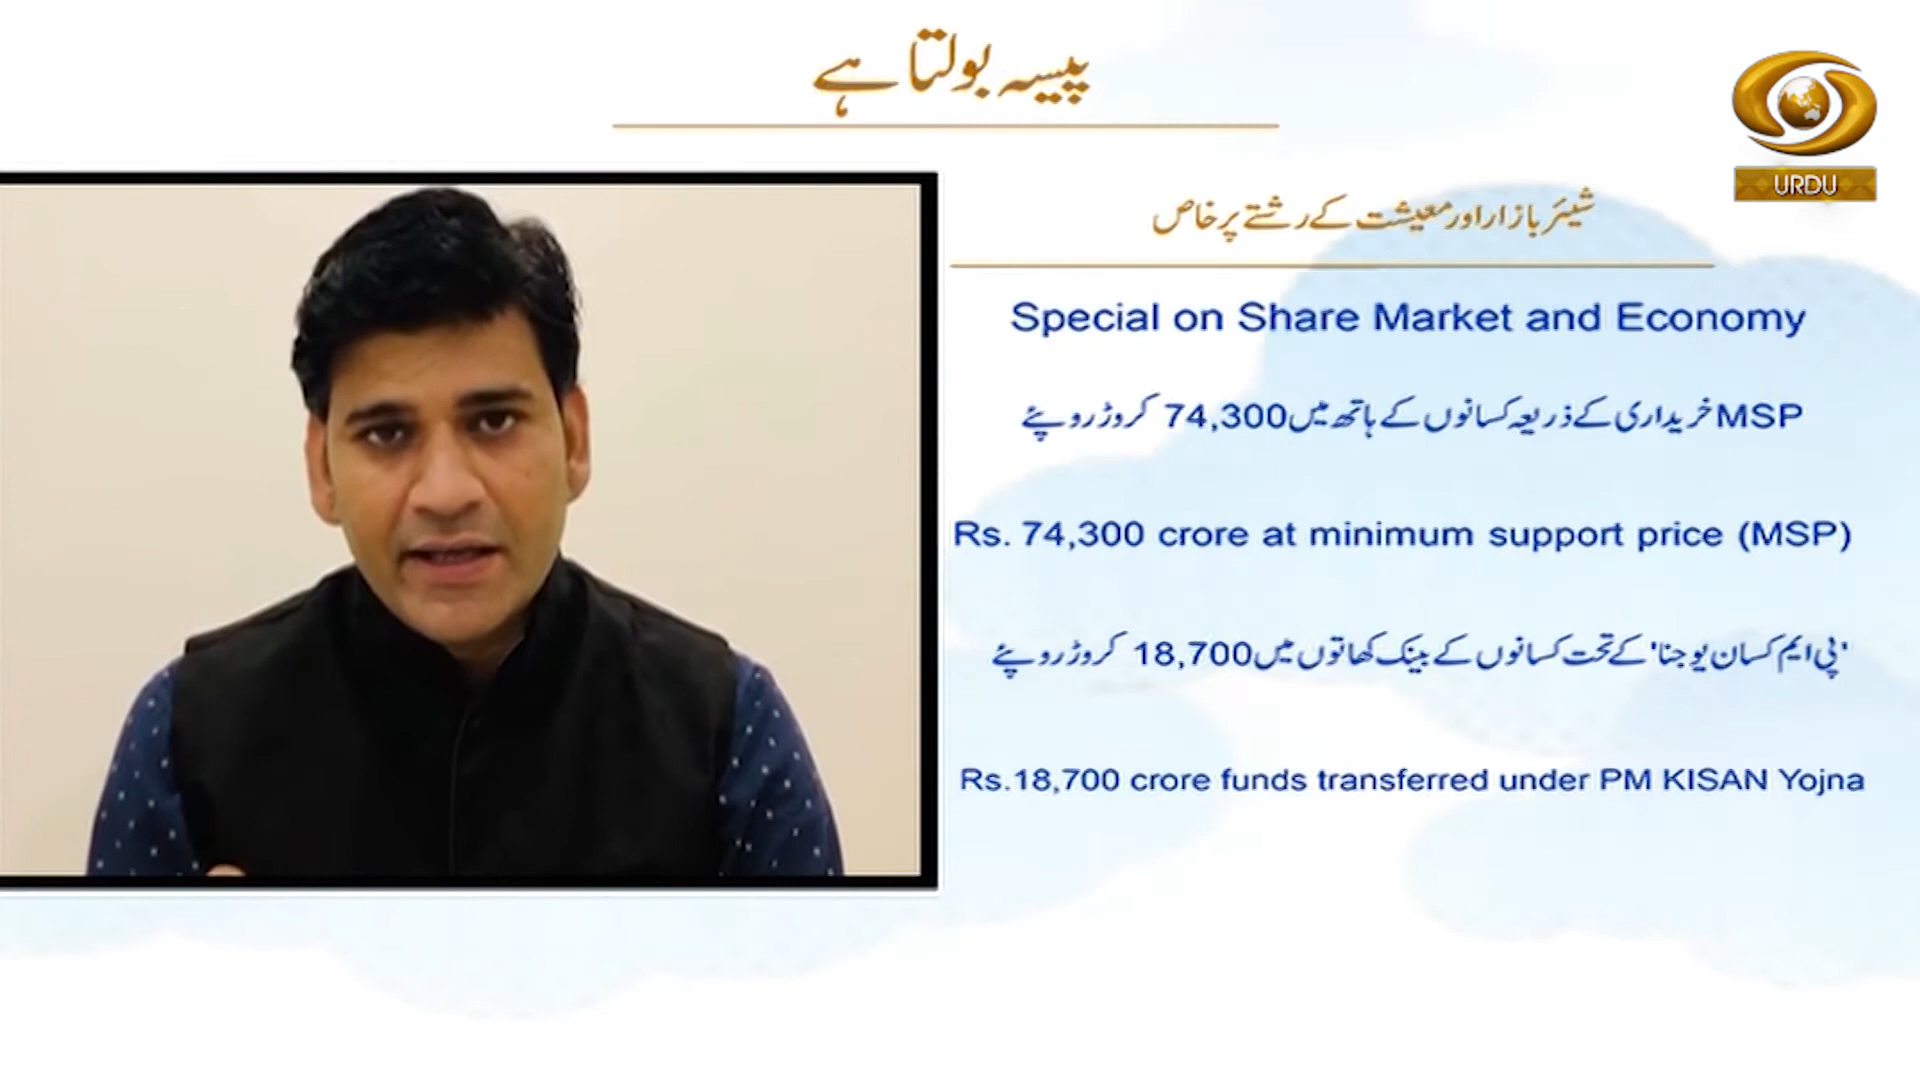 پیسہ بولتا ہے
URDU
شیئر بازار اور معیشت کے رشتے پر خاص
Special on Share Market and Economy
MSP خریداری کے ذریعہ کسانوں کے ہاتھ میں 74,300 کروڑ روپئے
Rs. 74,300 crore at minimum support price (MSP)
'پی ایم کسان یوجنا' کے تحت کسانوں کے بینک کھاتوں میں 18,700 کروڑ روپئے
Rs.18,700 crore funds transferred under PM KISAN Yojna